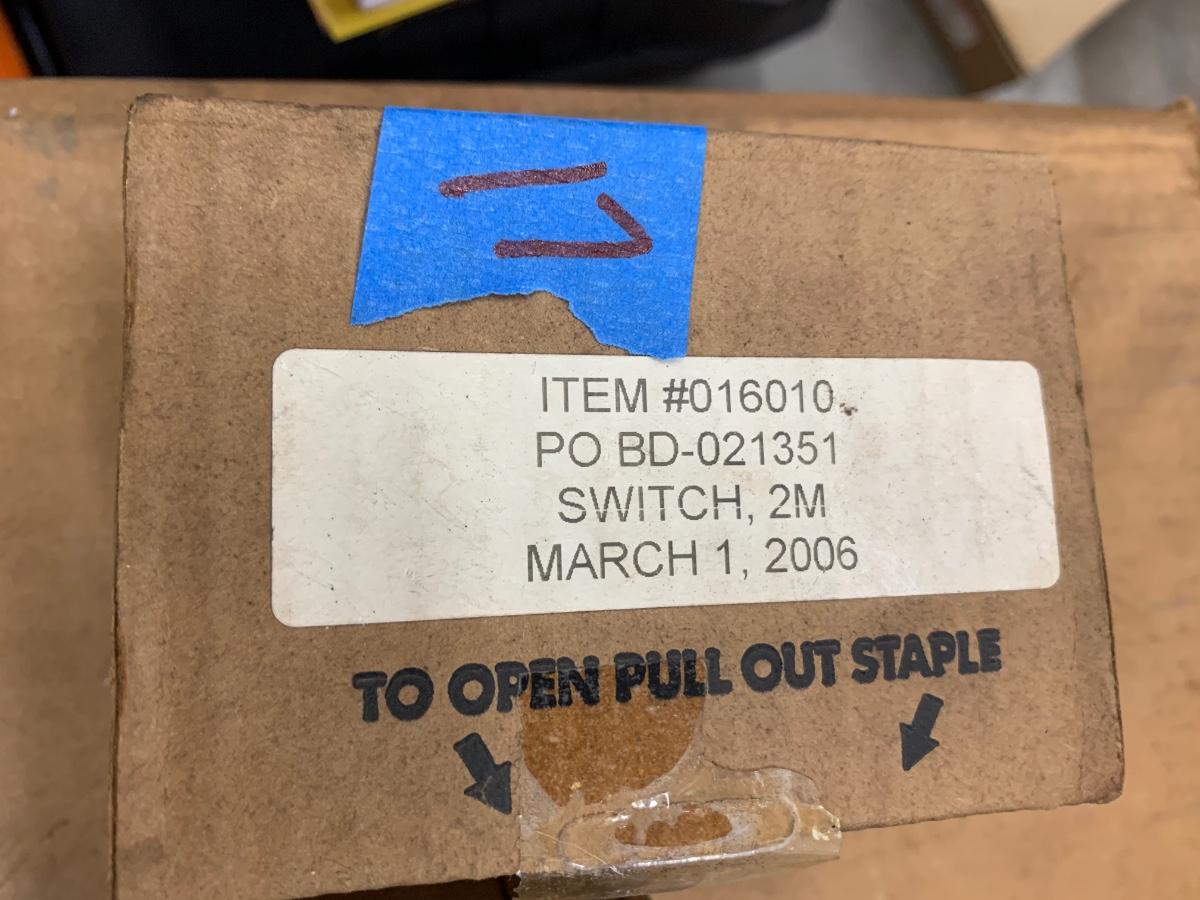 17
ITEM #016010
PO BD-021351
SWITCH, 2M
MARCH 1, 2006
TO OPEN PULL OUT STAPLE